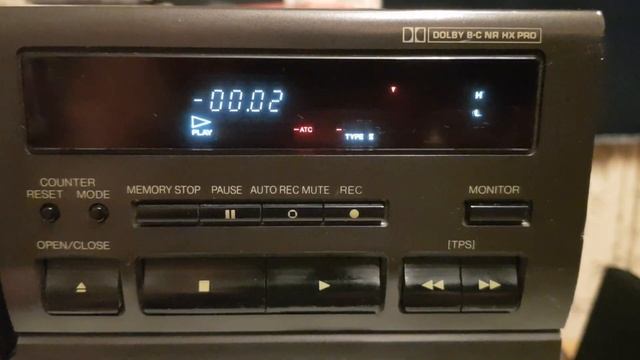 DOLBY B-C NR HX PRO
-00.02
PLAY
ATC
TYPE II
COUNTER
RESET MODE
MEMORY STOP PAUSE AUTO REC MUTE REC
MONITOR
OPEN/CLOSE
[TPS]